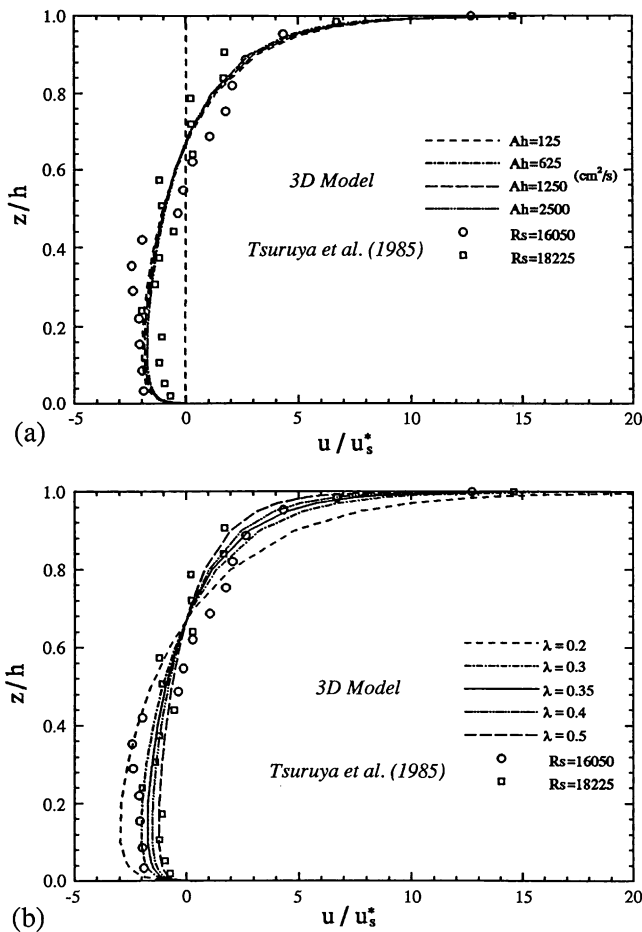 1.0
0.8
0.6
0.4
0.2
0.0
z/h
Ah=125
Ah=625
Ah=1250 (cm²/s)
Ah=2500
Rs=16050
Rs=18225
3D Model
Tsuruya et al. (1985)
-5 0 5 10 15 20
u / u*s
(a)
1.0
0.8
0.6
0.4
0.2
0.0
z/h
λ = 0.2
λ = 0.3
λ = 0.35
λ = 0.4
λ = 0.5
Rs=16050
Rs=18225
3D Model
Tsuruya et al. (1985)
-5 0 5 10 15 20
u / u*s
(b)